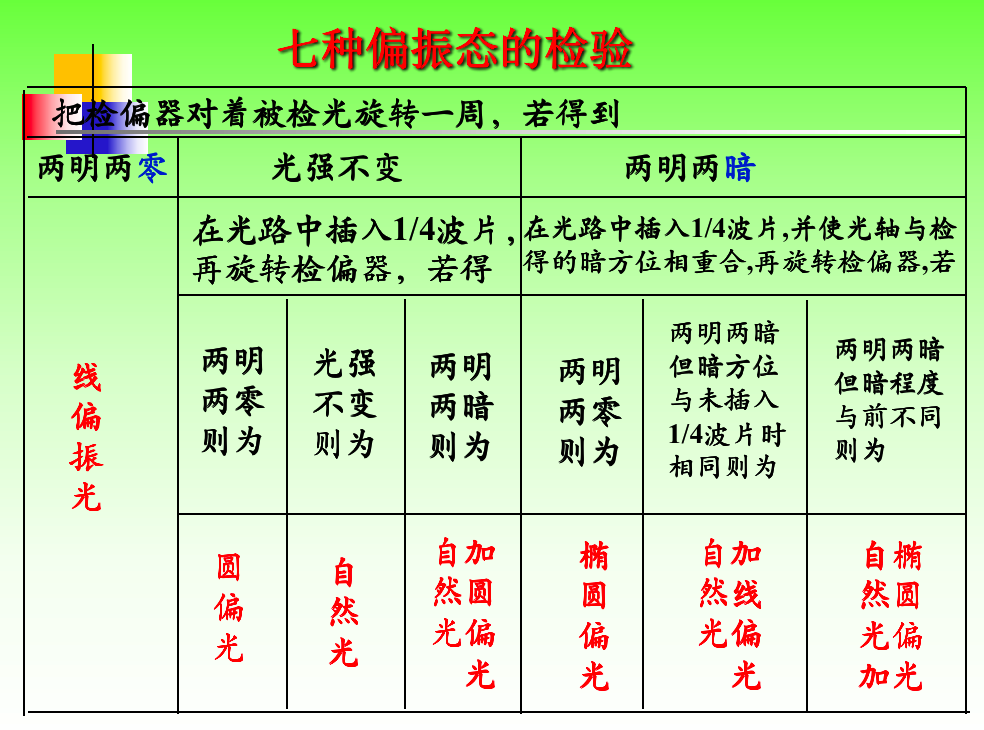 七种偏振态的检验
把检偏器对着被检光旋转一周，若得到
两明两零
光强不变
两明两暗
在光路中插入1/4波片，
再旋转检偏器，若得
在光路中插入1/4波片,并使光轴与检
得的暗方位相重合,再旋转检偏器,若
线
偏
振
光
两明
两零
则为
光强
不变
则为
两明
两暗
则为
两明
两零
则为
两明两暗
但暗方位
与未插入
1/4波片时
相同则为
两明两暗
但暗程度
与前不同
则为
圆
偏
光
自
然
光
自加
然圆
光偏
光
椭
圆
偏
光
自加
然线
光偏
光
自椭
然圆
光偏
加光